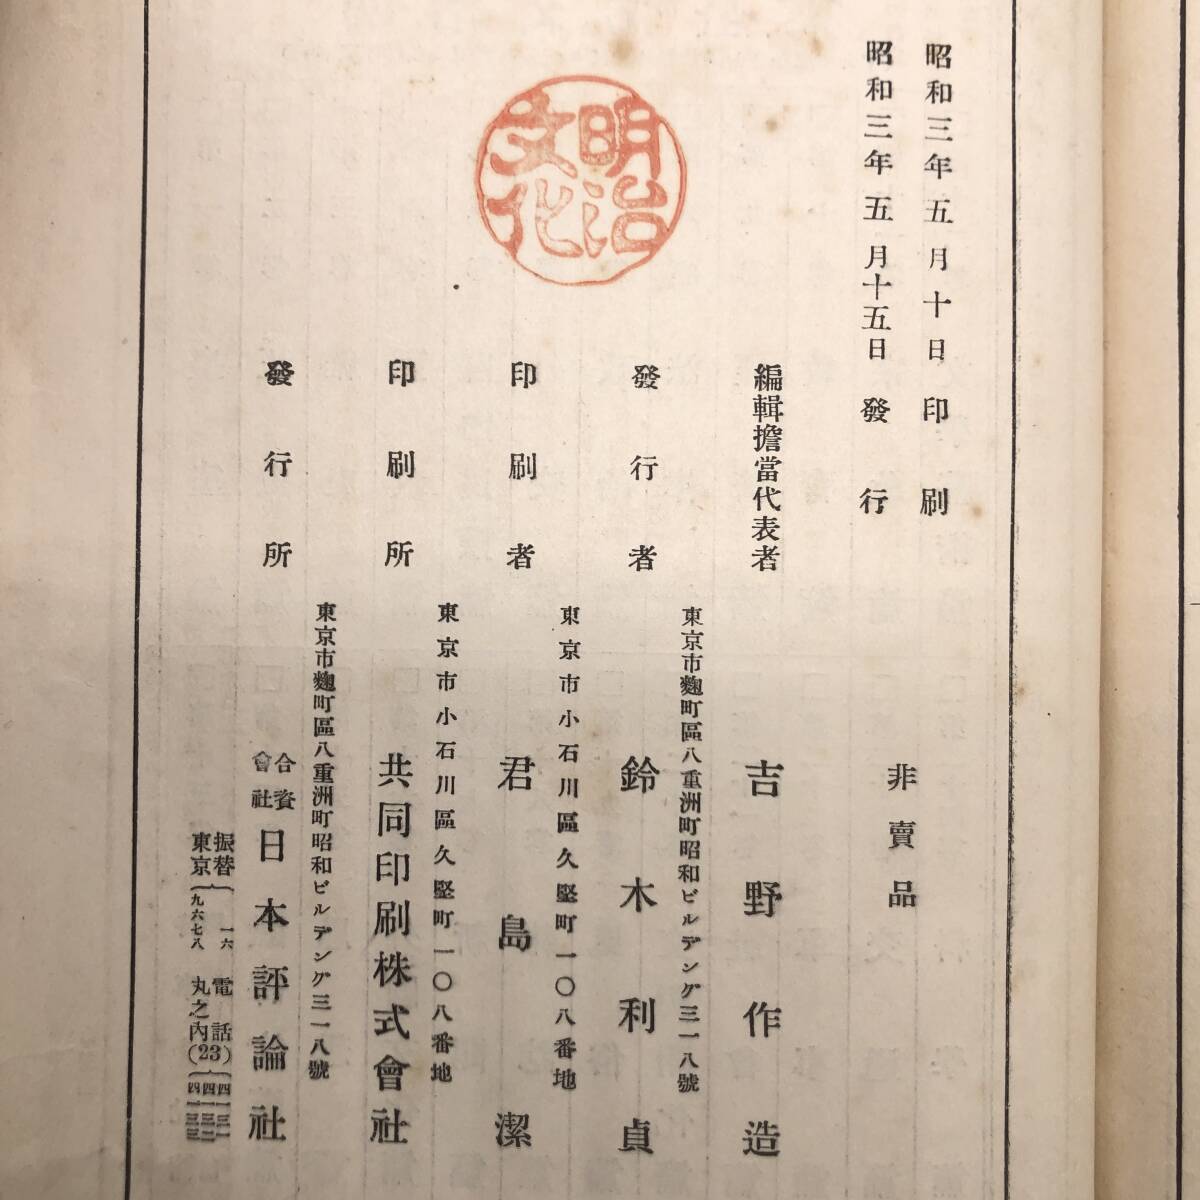 昭和三年五月十日印刷
昭和三年五月十五日發行
非賣品
明治文化
編輯擔當代表者 吉野作造
東京市麴町區八重洲町昭和ビルデング三一八號
發行者 鈴木利貞
東京市小石川區久堅町一〇八番地
印刷者 君島潔
東京市小石川區久堅町一〇八番地
印刷所 共同印刷株式會社
東京市麴町區八重洲町昭和ビルデング三一八號
發行所 合資會社 日本評論社
振替東京 一六 九六七八
電話丸之内(23)